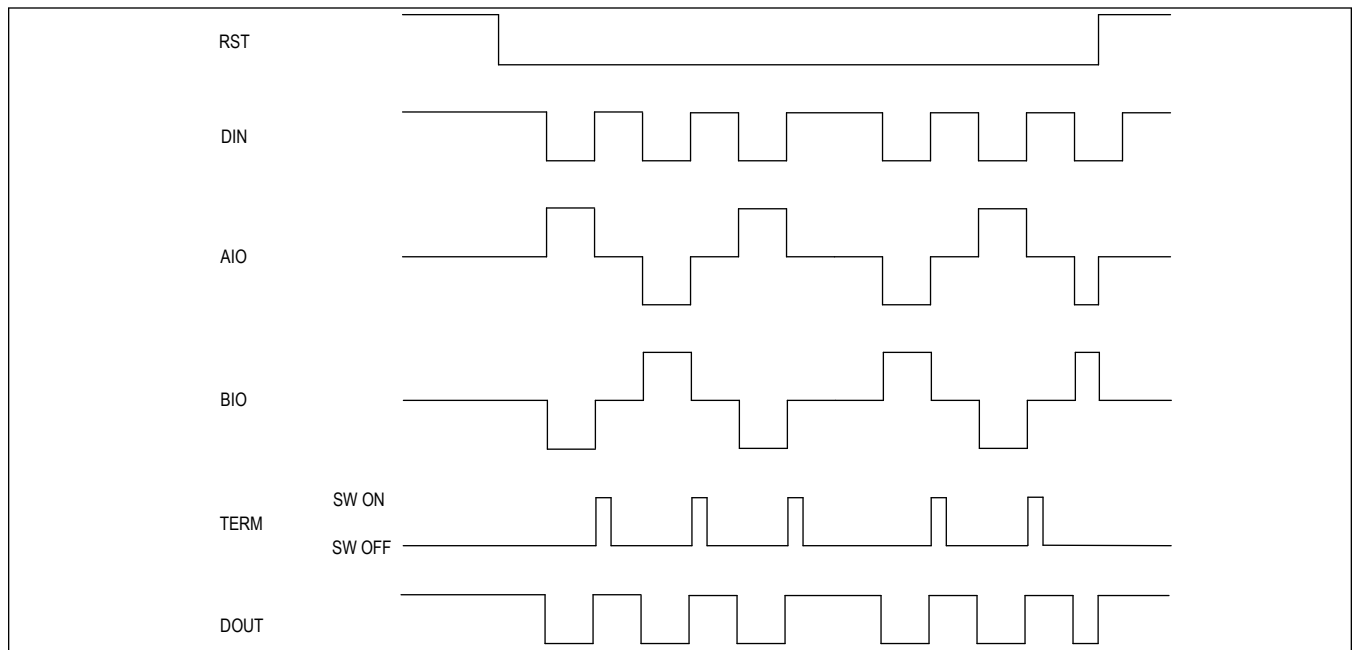 RST
DIN
AIO
BIO
SW ON
TERM
SW OFF
DOUT